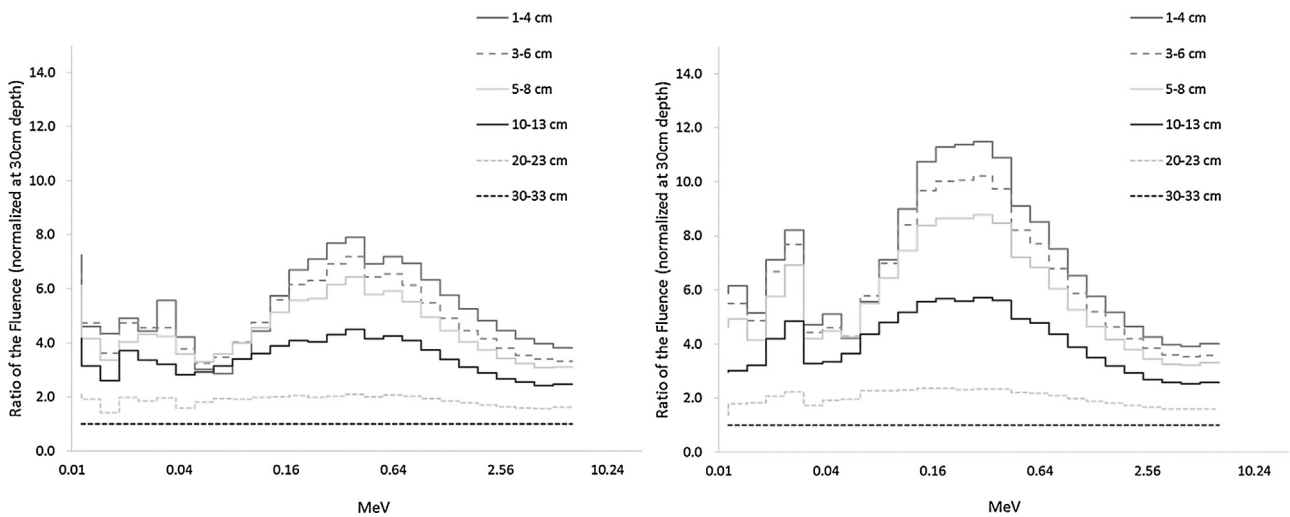 1-4 cm
3-6 cm
5-8 cm
10-13 cm
20-23 cm
30-33 cm
Ratio of the Fluence (normalized at 30cm depth)
14.0
12.0
10.0
8.0
6.0
4.0
2.0
0.0
0.01
0.04
0.16
0.64
2.56
10.24
MeV
1-4 cm
3-6 cm
5-8 cm
10-13 cm
20-23 cm
30-33 cm
Ratio of the Fluence (normalized at 30cm depth)
14.0
12.0
10.0
8.0
6.0
4.0
2.0
0.0
0.01
0.04
0.16
0.64
2.56
10.24
MeV